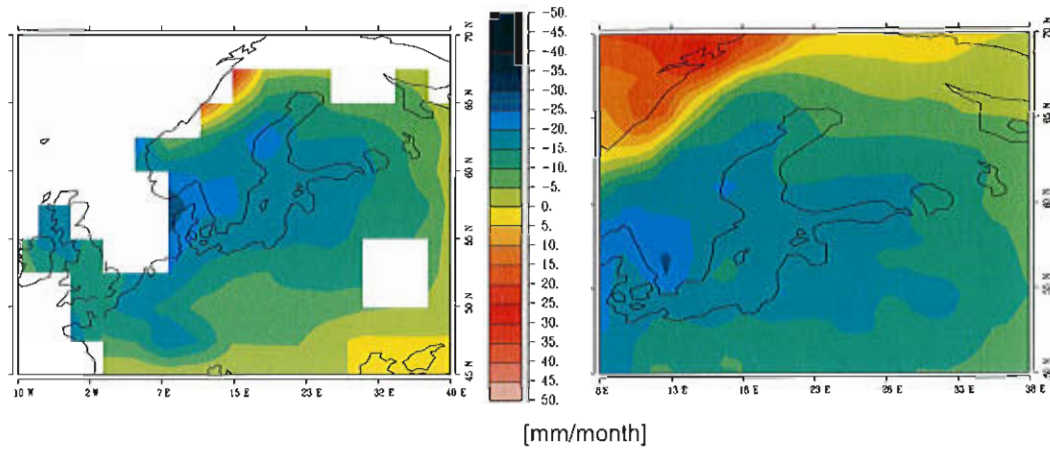 70 N
65 N
60 N
55 N
50 N
45 N
10 W 2 W 7 E 15 E 23 E 32 E 40 E
-50.
-45.
-40.
-35.
-30.
-25.
-20.
-15.
-10.
-5.
0.
5.
10.
15.
20.
25.
30.
35.
40.
45.
50.
70 N
65 N
60 N
55 N
50 N
8 E 13 E 18 E 23 E 28 E 33 E 38 E
[mm/month]